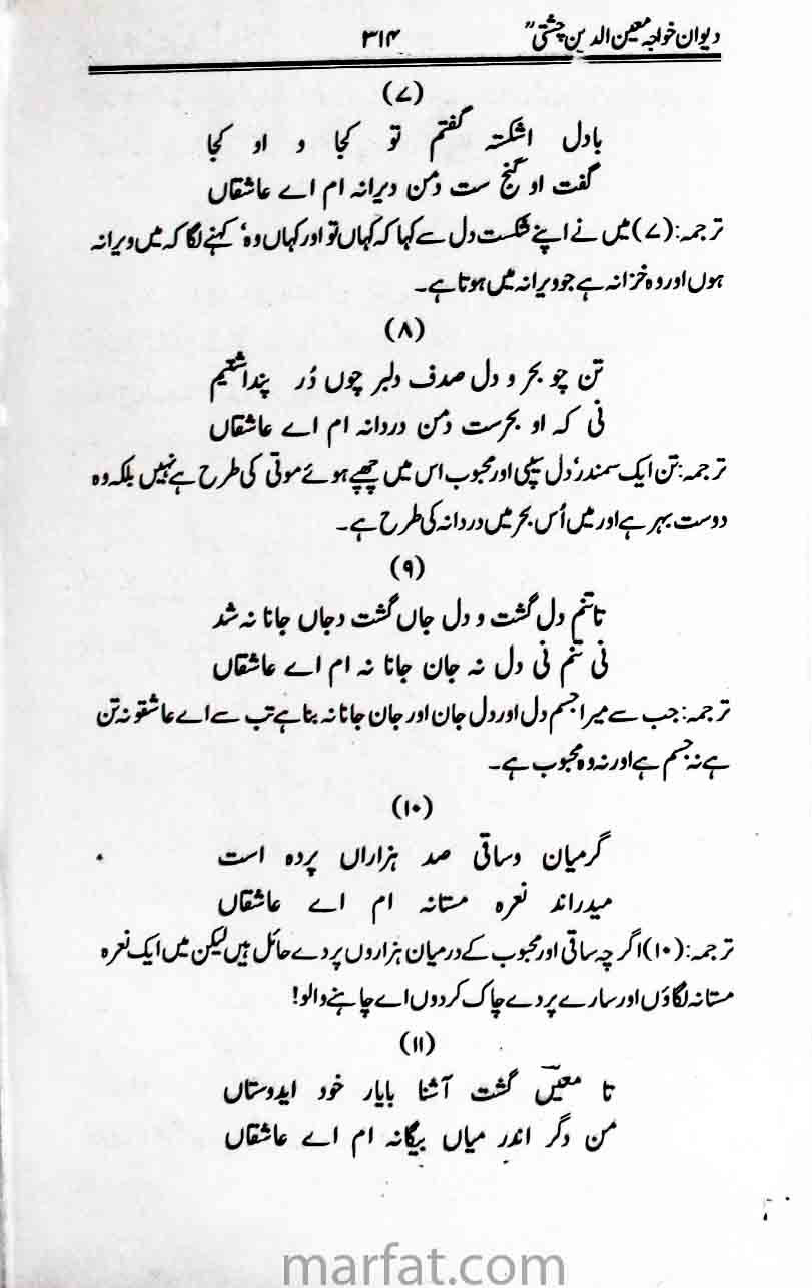 دیوان خواجہ معین الدین چشتیؒ ۳۱۴
(۷)
بادل اشکستہ گفتم تو کجا و او کجا
گفت او گنج ست دمن دیرانہ ام اے عاشقاں
ترجمہ: (۷) میں نے اپنے شکست دل سے کہا کہ کہاں تو اور کہاں وہ‘ کہنے لگا کہ میں ویرانہ
ہوں اور وہ خزانہ ہے جو ویرانہ میں ہوتا ہے۔
(۸)
تن چو بحر و دل صدف دلبر چوں دُر پنداشتیم
نی کہ او بحرست دمن دردانہ ام اے عاشقاں
ترجمہ: تن ایک سمندر‘ دل سیپی اور محبوب اس میں چھپے ہوئے موتی کی طرح ہے نہیں بلکہ وہ
دوست بہر ہے اور میں اُس بحر میں دردانہ کی طرح ہے۔
(۹)
تاتنم دل گشت و دل جاں گشت دجاں جانا نہ شد
نی تنم نی دل نہ جان جانا نہ ام اے عاشقاں
ترجمہ: جب سے میرا جسم دل اور دل جان اور جان جانا نہ بنا ہے تب سے اے عاشقو نہ تن
ہے نہ جسم ہے اور نہ وہ محبوب ہے۔
(۱۰)
گرمیان وساقی صد ہزاراں پردہ است
میدراند نعرہ مستانہ ام اے عاشقاں
ترجمہ: (۱۰) اگر چہ ساقی اور محبوب کے درمیان ہزاروں پردے حائل ہیں لیکن میں ایک نعرہ
مستانہ لگاؤں اور سارے پردے چاک کر دوں اے چاہنے والو!
(۱۱)
تا معینؔ گشت آشنا بایار خود ایدوستاں
من دگر اندر میاں بیگانہ ام اے عاشقاں
marfat.com